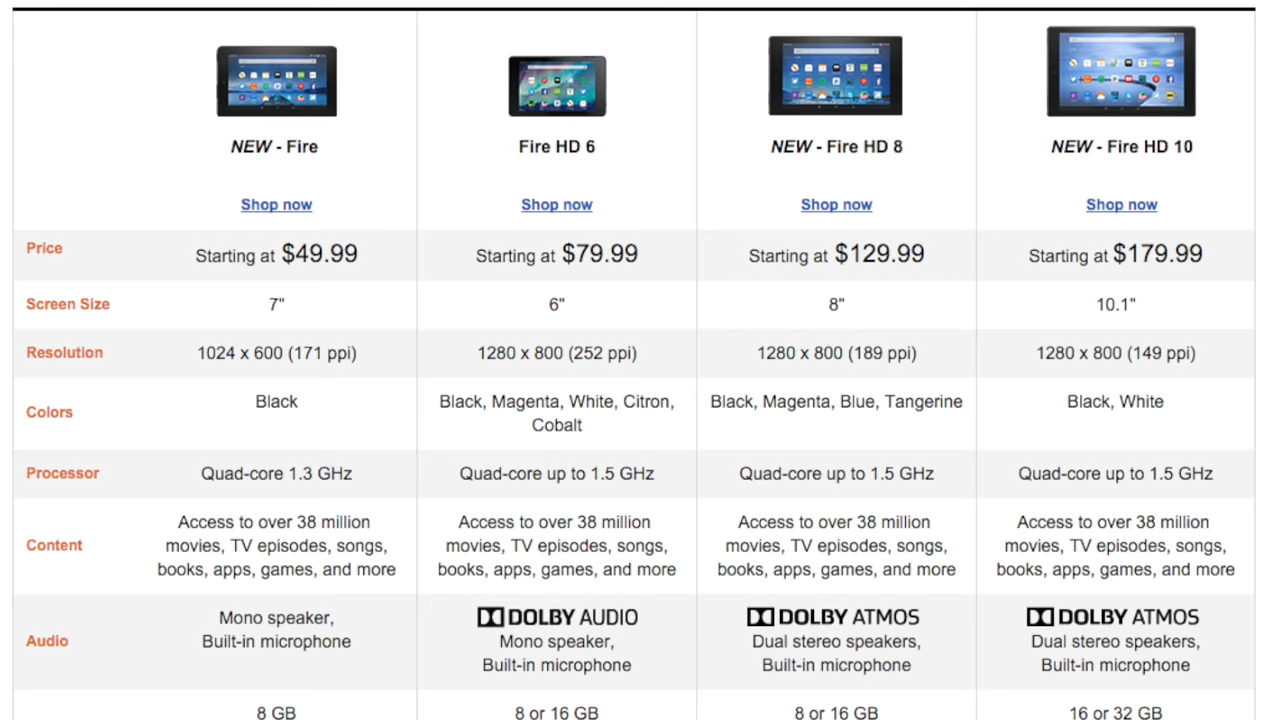 NEW - Fire
Fire HD 6
NEW - Fire HD 8
NEW - Fire HD 10
Shop now
Shop now
Shop now
Shop now
Price
Starting at $49.99
Starting at $79.99
Starting at $129.99
Starting at $179.99
Screen Size
7"
6"
8"
10.1"
Resolution
1024 x 600 (171 ppi)
1280 x 800 (252 ppi)
1280 x 800 (189 ppi)
1280 x 800 (149 ppi)
Colors
Black
Black, Magenta, White, Citron,
Cobalt
Black, Magenta, Blue, Tangerine
Black, White
Processor
Quad-core 1.3 GHz
Quad-core up to 1.5 GHz
Quad-core up to 1.5 GHz
Quad-core up to 1.5 GHz
Content
Access to over 38 million
movies, TV episodes, songs,
books, apps, games, and more
Access to over 38 million
movies, TV episodes, songs,
books, apps, games, and more
Access to over 38 million
movies, TV episodes, songs,
books, apps, games, and more
Access to over 38 million
movies, TV episodes, songs,
books, apps, games, and more
Audio
Mono speaker,
Built-in microphone
DOLBY AUDIO
Mono speaker,
Built-in microphone
DOLBY ATMOS
Dual stereo speakers,
Built-in microphone
DOLBY ATMOS
Dual stereo speakers,
Built-in microphone
8 GB
8 or 16 GB
8 or 16 GB
16 or 32 GB